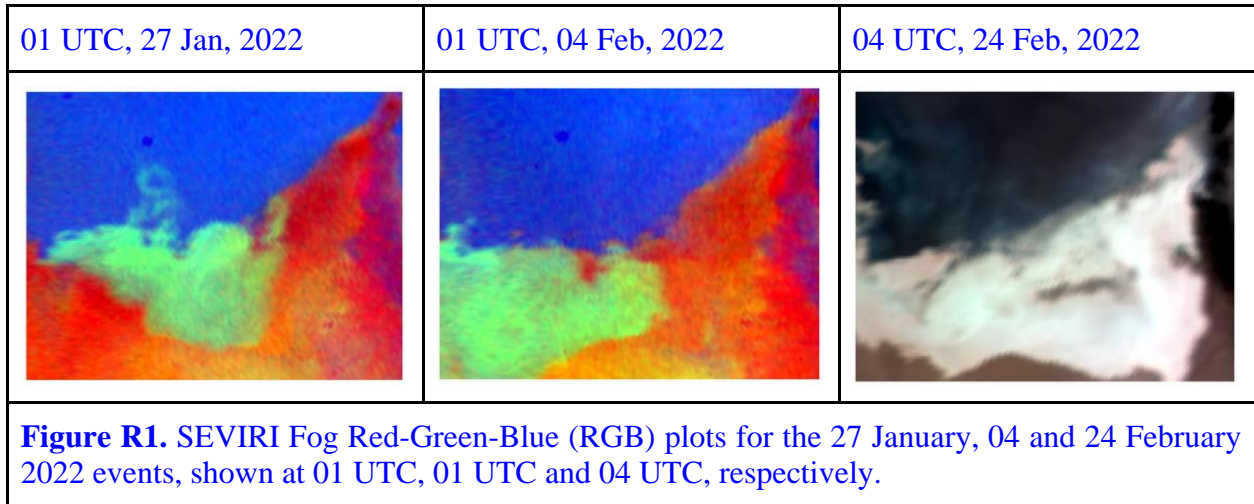 01 UTC, 27 Jan, 2022
01 UTC, 04 Feb, 2022
04 UTC, 24 Feb, 2022
Figure R1. SEVIRI Fog Red-Green-Blue (RGB) plots for the 27 January, 04 and 24 February
2022 events, shown at 01 UTC, 01 UTC and 04 UTC, respectively.